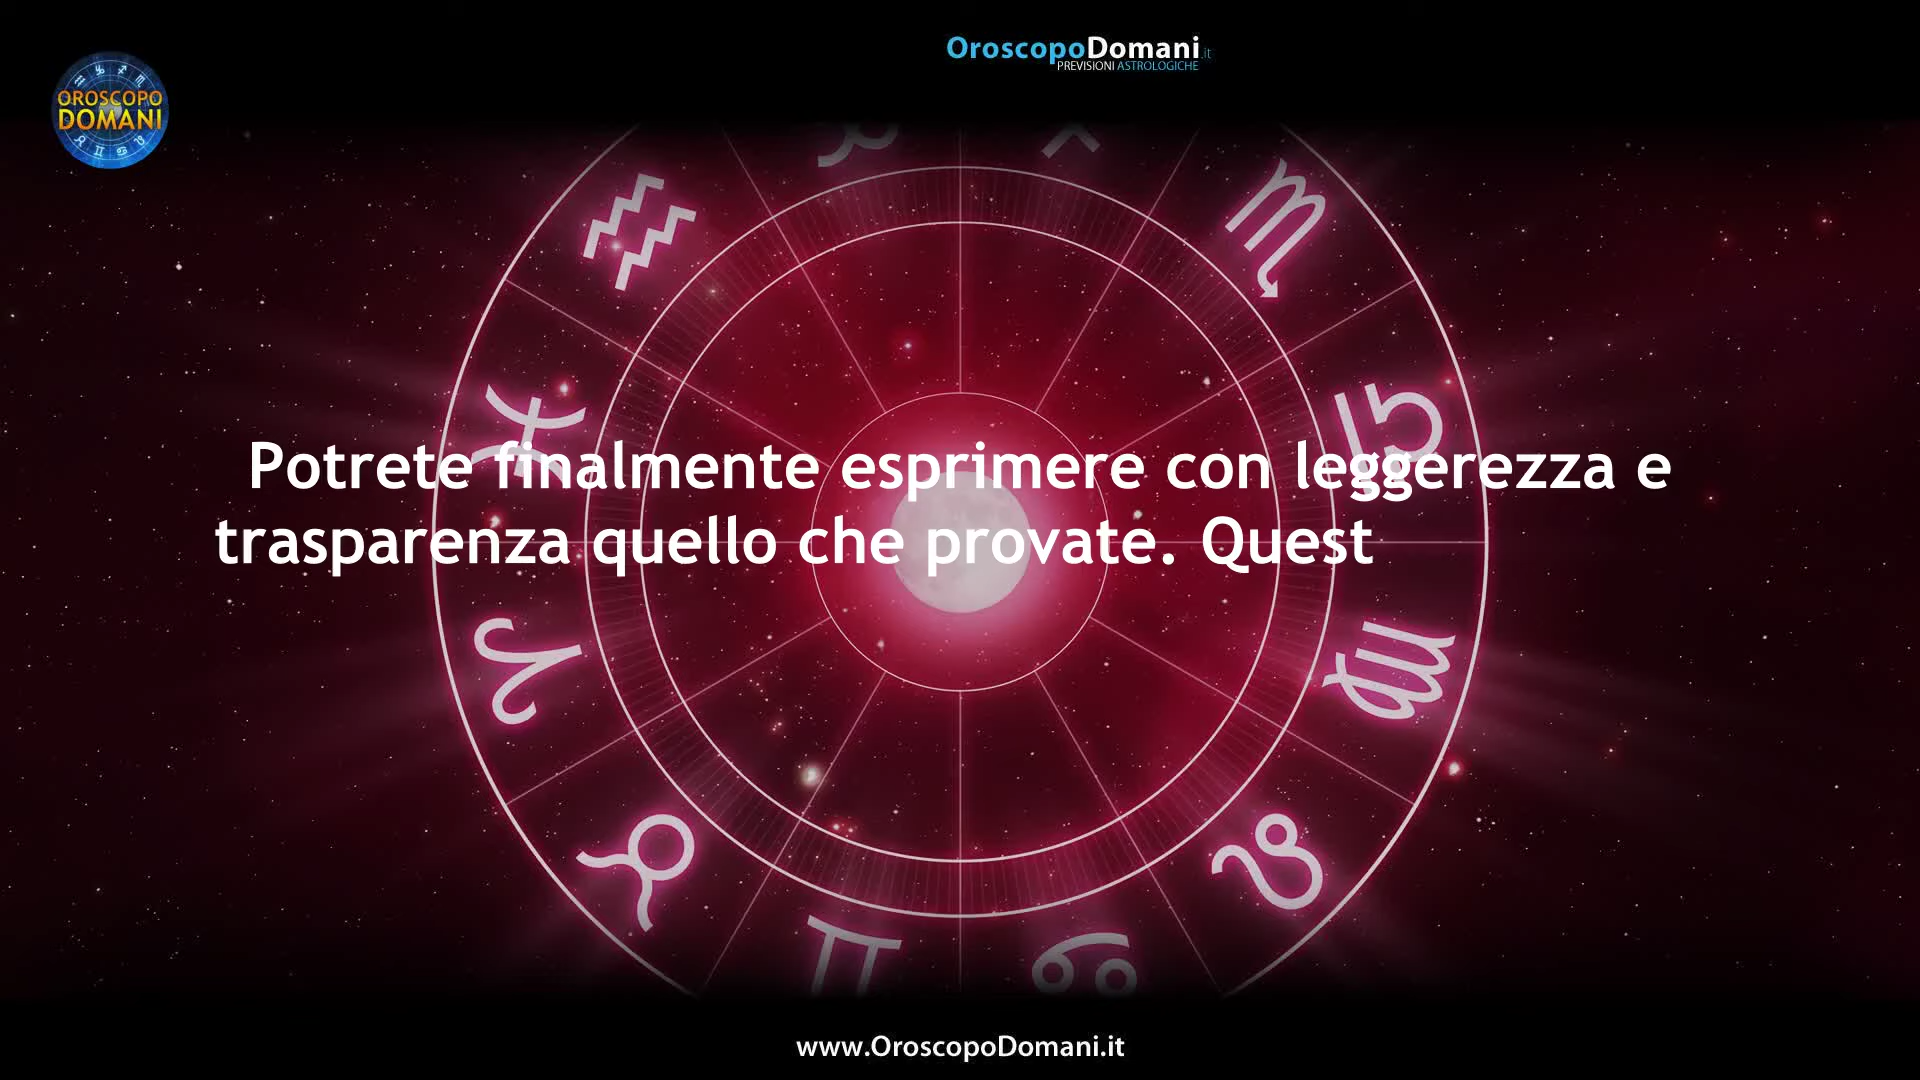 OroscopoDomani.it
PREVISIONI ASTROLOGICHE
OROSCOPO
DOMANI
Potrete finalmente esprimere con leggerezza e
trasparenza quello che provate. Quest
www.OroscopoDomani.it